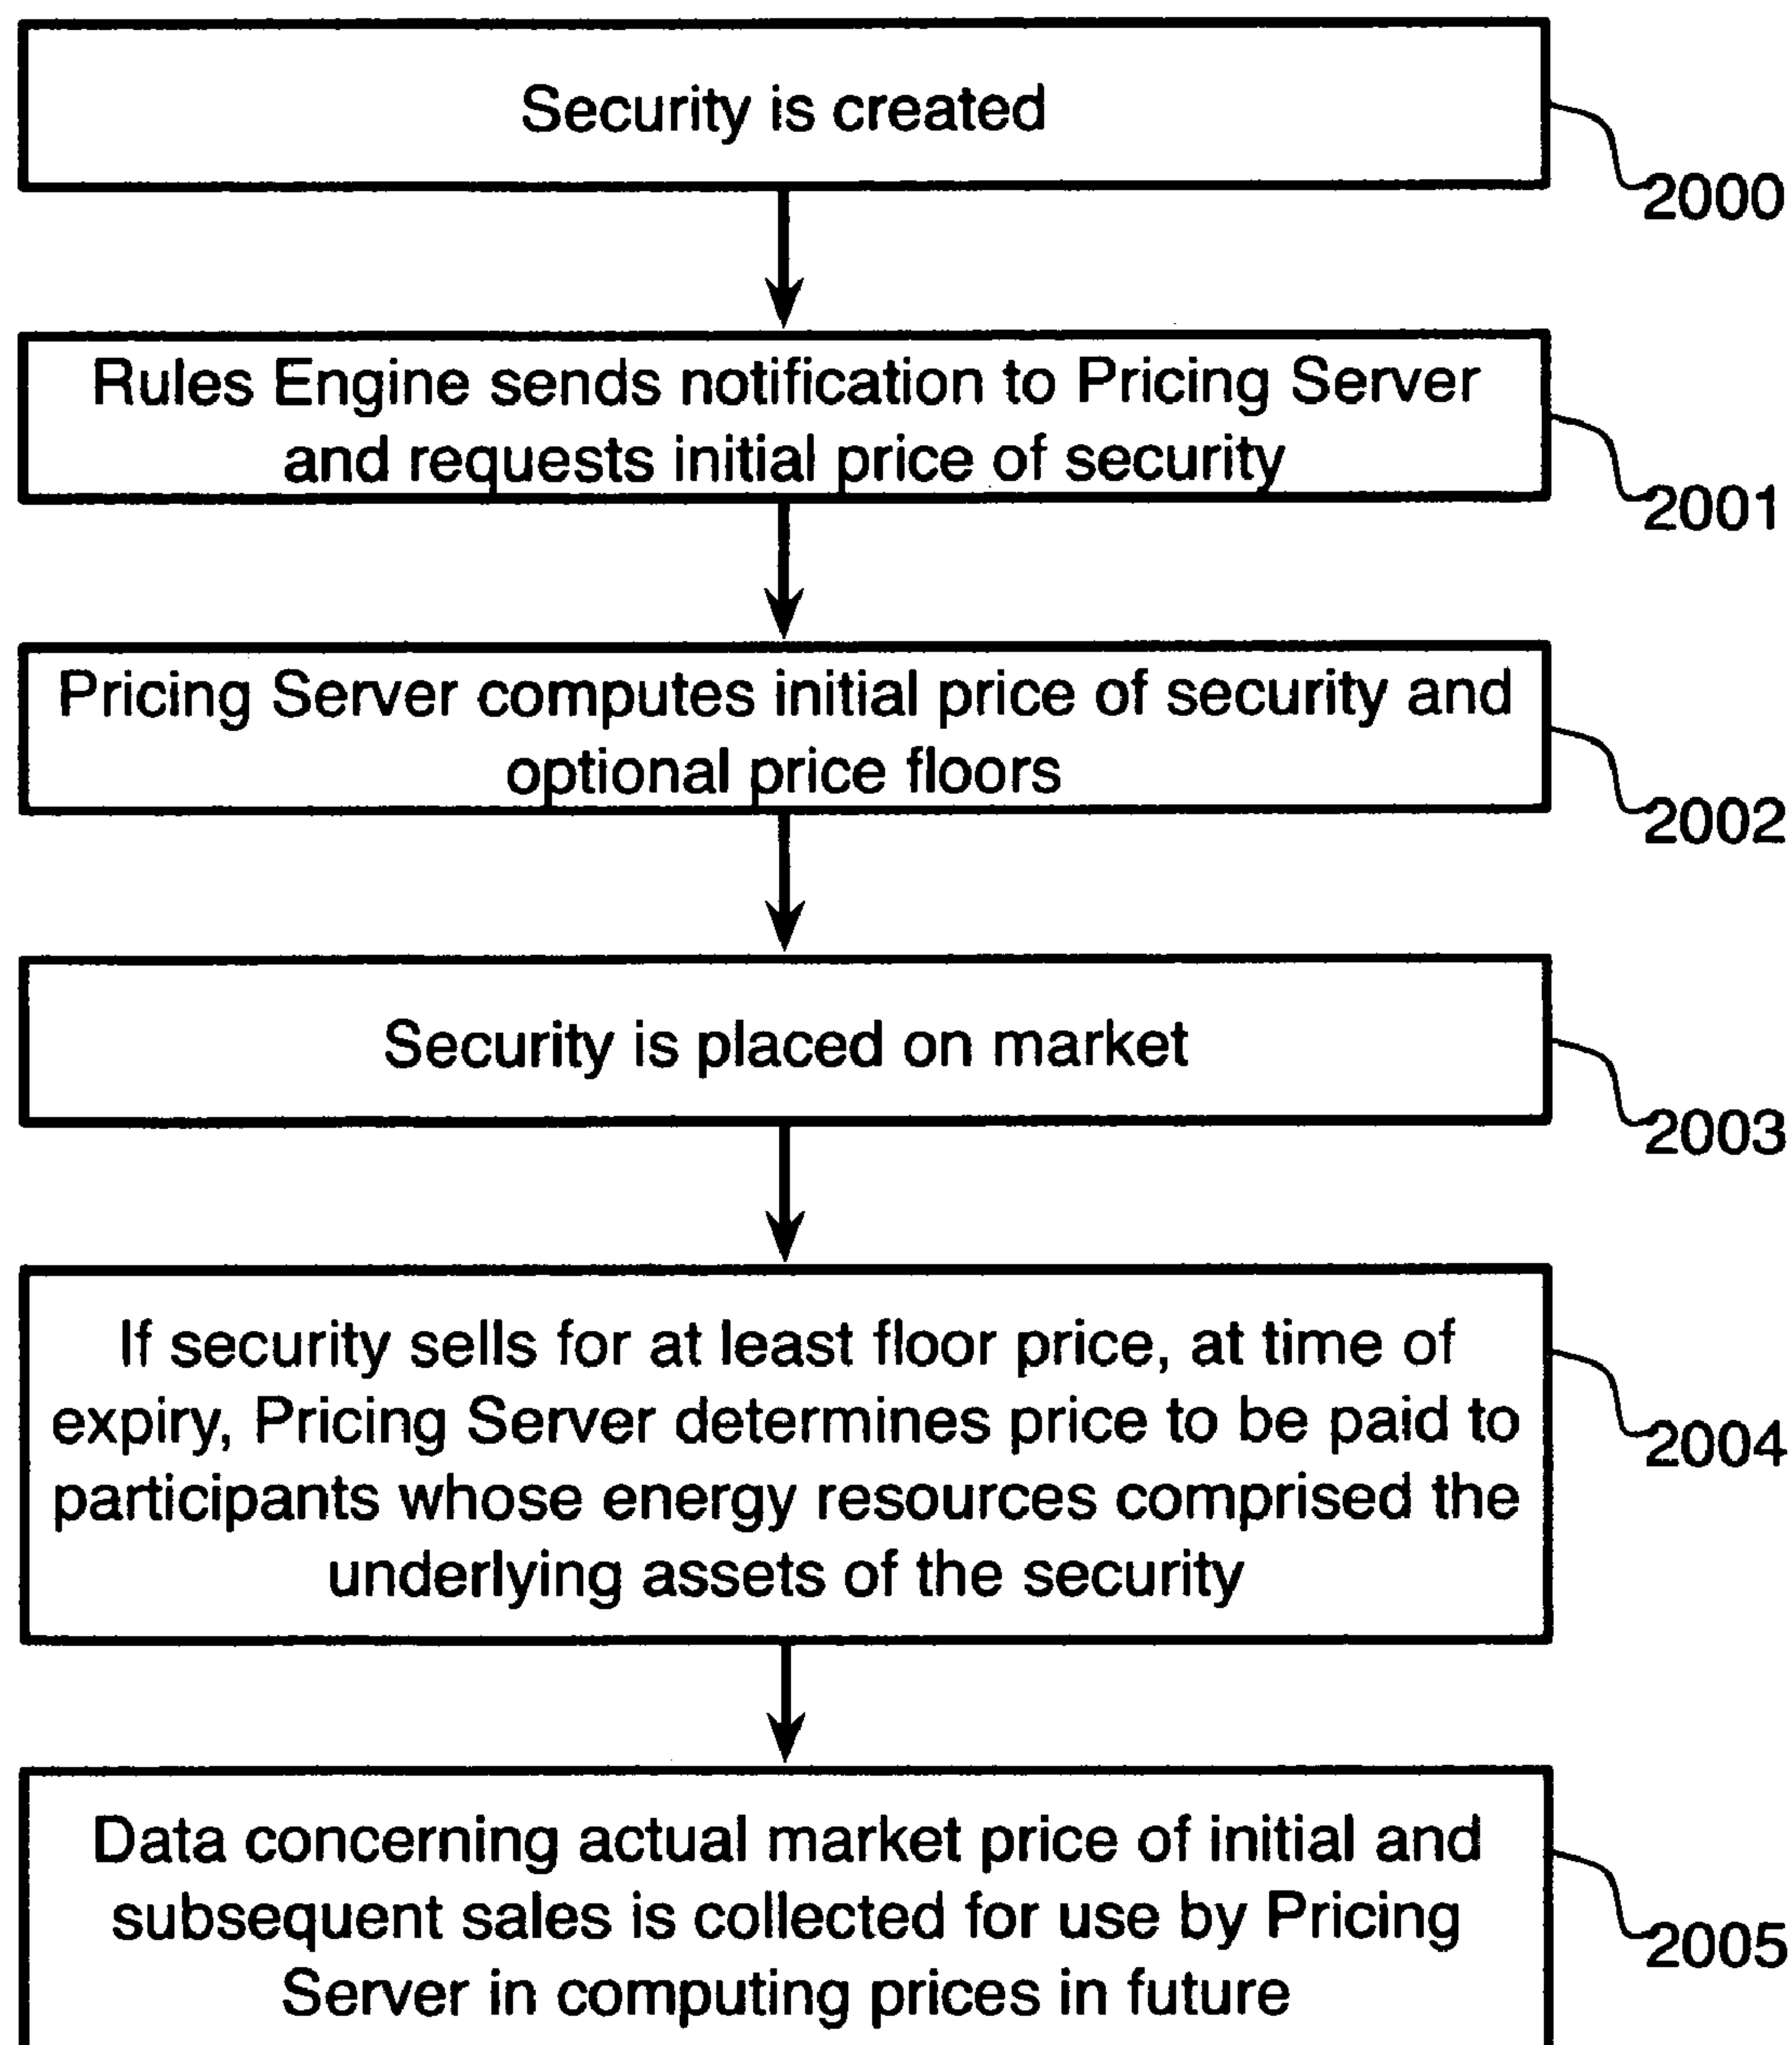 Security is created
2000
Rules Engine sends notification to Pricing Server
and requests initial price of security
2001
Pricing Server computes initial price of security and
optional price floors
2002
Security is placed on market
2003
If security sells for at least floor price, at time of
expiry, Pricing Server determines price to be paid to
participants whose energy resources comprised the
underlying assets of the security
2004
Data concerning actual market price of initial and
subsequent sales is collected for use by Pricing
Server in computing prices in future
2005